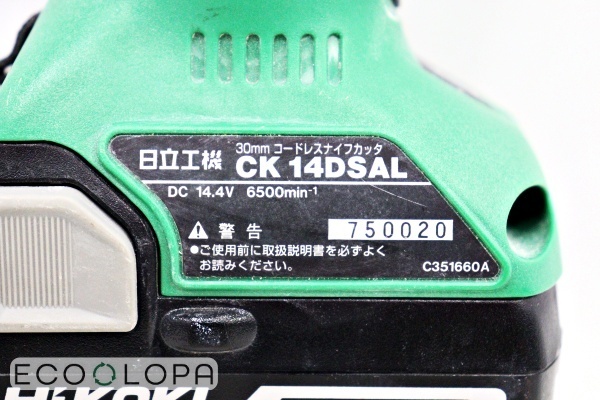 30mm コードレスナイフカッタ
日立工機 CK 14DSAL
DC 14.4V 6500min⁻¹
警告 750020
●ご使用前に取扱説明書を必ずよく
お読みください。
C351660A
ECOOLOPA
HiKOKI